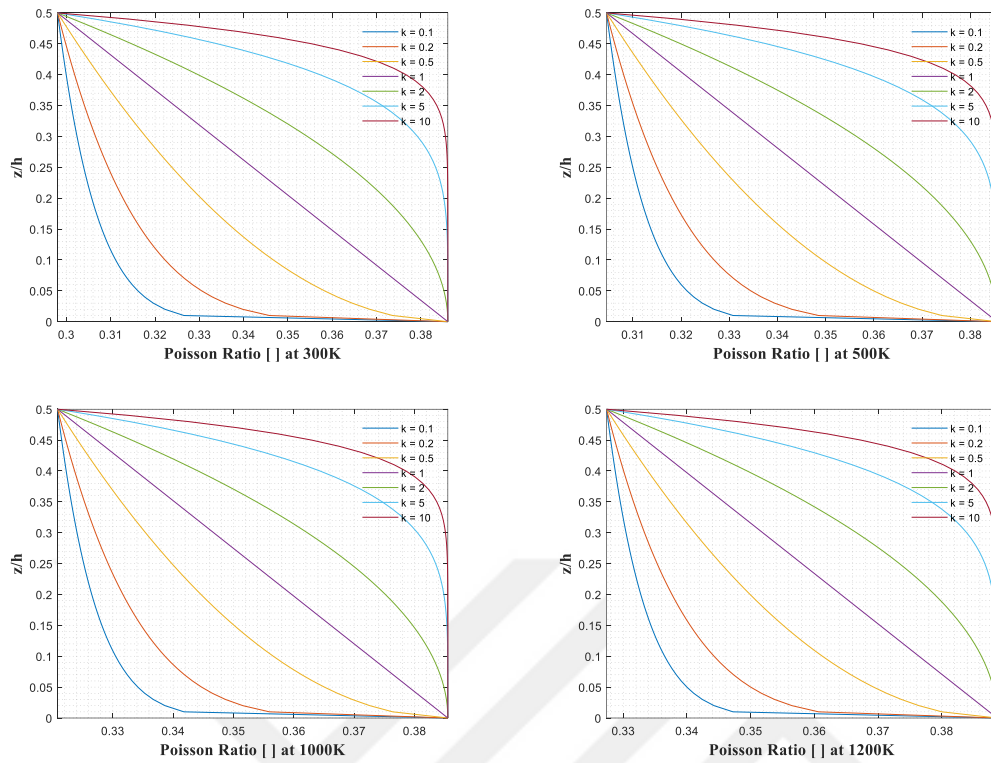 0.5
0.45
0.4
0.35
0.3
0.25
0.2
0.15
0.1
0.05
0
z/h
k = 0.1
k = 0.2
k = 0.5
k = 1
k = 2
k = 5
k = 10
0.3 0.31 0.32 0.33 0.34 0.35 0.36 0.37 0.38
Poisson Ratio [ ] at 300K
0.5
0.45
0.4
0.35
0.3
0.25
0.2
0.15
0.1
0.05
0
z/h
k = 0.1
k = 0.2
k = 0.5
k = 1
k = 2
k = 5
k = 10
0.31 0.32 0.33 0.34 0.35 0.36 0.37 0.38
Poisson Ratio [ ] at 500K
0.5
0.45
0.4
0.35
0.3
0.25
0.2
0.15
0.1
0.05
0
z/h
k = 0.1
k = 0.2
k = 0.5
k = 1
k = 2
k = 5
k = 10
0.33 0.34 0.35 0.36 0.37 0.38
Poisson Ratio [ ] at 1000K
0.5
0.45
0.4
0.35
0.3
0.25
0.2
0.15
0.1
0.05
0
z/h
k = 0.1
k = 0.2
k = 0.5
k = 1
k = 2
k = 5
k = 10
0.33 0.34 0.35 0.36 0.37 0.38
Poisson Ratio [ ] at 1200K